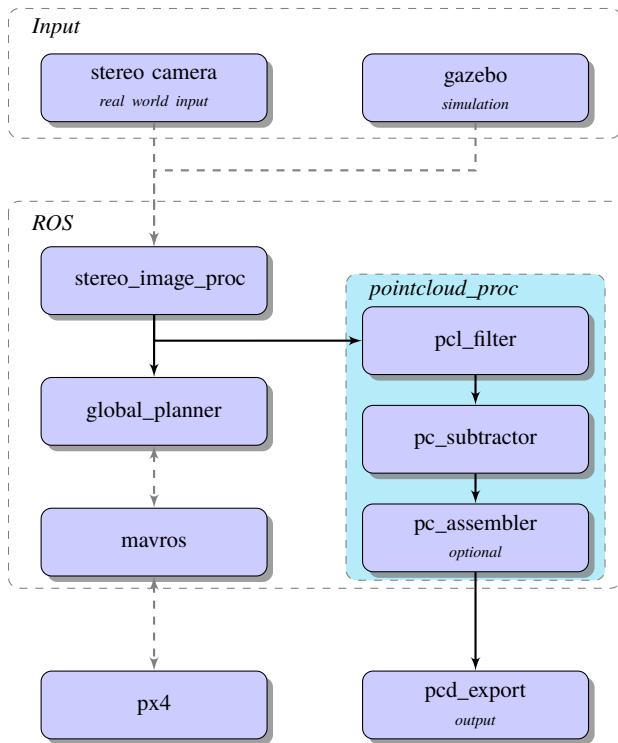 Input
stereo camera
real world input
gazebo
simulation
ROS
stereo_image_proc
pointcloud_proc
pcl_filter
global_planner
pc_subtractor
mavros
pc_assembler
optional
px4
pcd_export
output